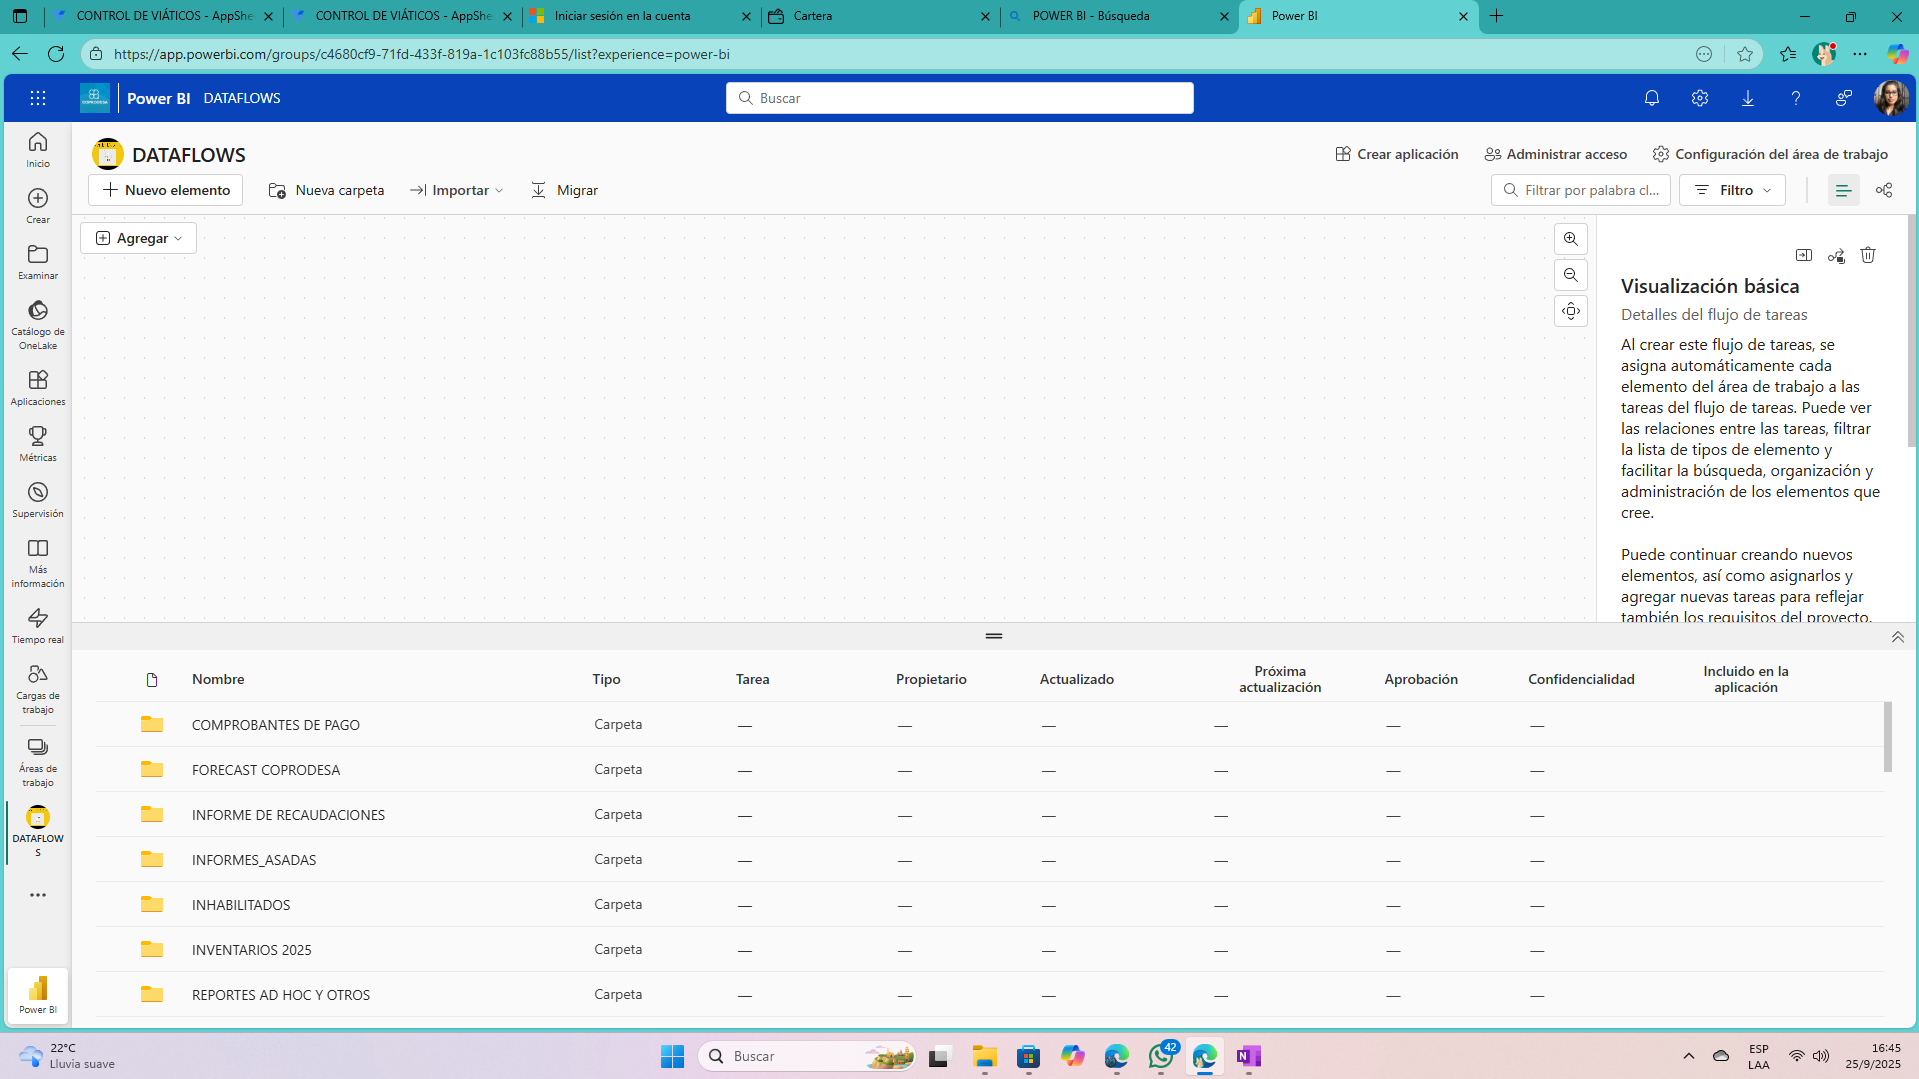 CONTROL DE VIÁTICOS - AppShe
CONTROL DE VIÁTICOS - AppShe
Iniciar sesión en la cuenta
Cartera
POWER BI - Búsqueda
Power BI
https://app.powerbi.com/groups/c4680cf9-71fd-433f-819a-1c103fc88b55/list?experience=power-bi
COPRODESA
Power BI
DATAFLOWS
Buscar
Inicio
Crear
Examinar
Catálogo de
OneLake
Aplicaciones
Métricas
Supervisión
Más
información
Tiempo real
Cargas de
trabajo
Áreas de
trabajo
DATAFLOW
S
Power BI
DATAFLOWS
Crear aplicación
Administrar acceso
Configuración del área de trabajo
Nuevo elemento
Nueva carpeta
Importar
Migrar
Filtrar por palabra cl...
Filtro
Agregar
Visualización básica
Detalles del flujo de tareas
Al crear este flujo de tareas, se
asigna automáticamente cada
elemento del área de trabajo a las
tareas del flujo de tareas. Puede ver
las relaciones entre las tareas, filtrar
la lista de tipos de elemento y
facilitar la búsqueda, organización y
administración de los elementos que
cree.
Puede continuar creando nuevos
elementos, así como asignarlos y
agregar nuevas tareas para reflejar
también los requisitos del proyecto.
Nombre Tipo Tarea Propietario Actualizado Próxima actualización Aprobación Confidencialidad Incluido en la aplicación
COMPROBANTES DE PAGO Carpeta — — — — — —
FORECAST COPRODESA Carpeta — — — — — —
INFORME DE RECAUDACIONES Carpeta — — — — — —
INFORMES_ASADAS Carpeta — — — — — —
INHABILITADOS Carpeta — — — — — —
INVENTARIOS 2025 Carpeta — — — — — —
REPORTES AD HOC Y OTROS Carpeta — — — — — —
22°C
Lluvia suave
Buscar
42
ESP
LAA
16:45
25/9/2025